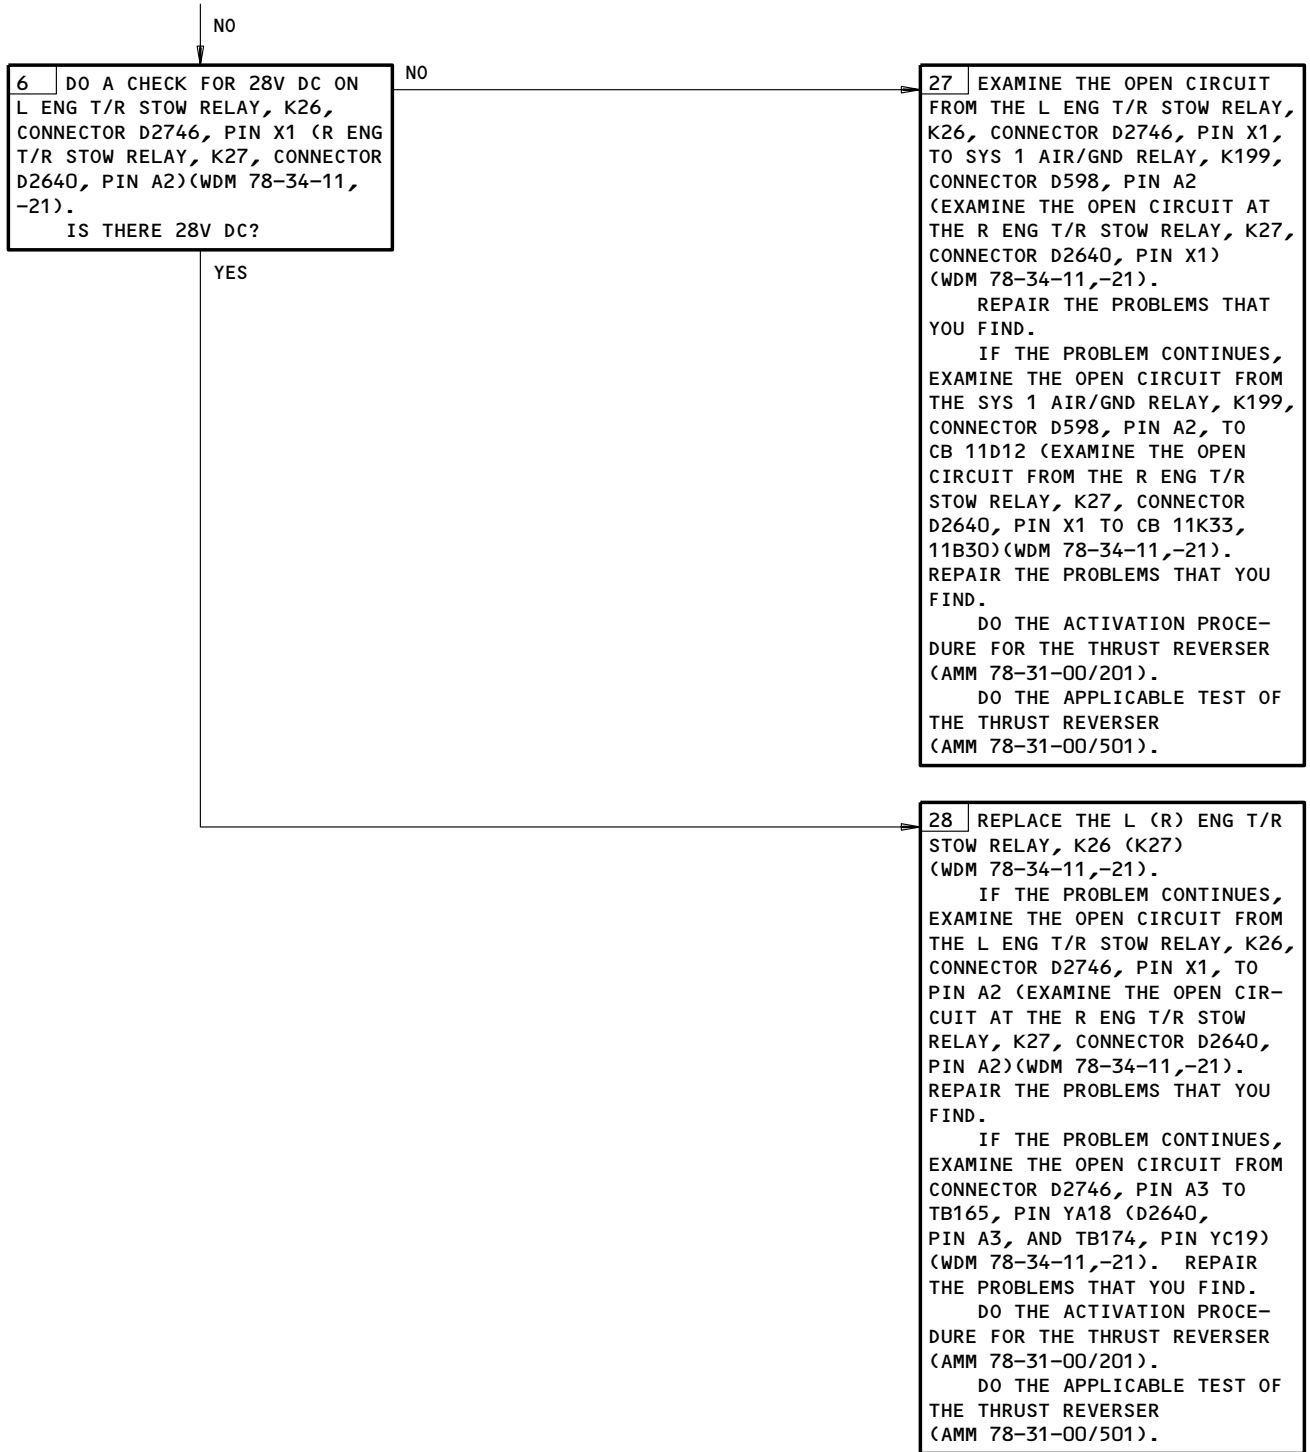 NO
6 DO A CHECK FOR 28V DC ON
L ENG T/R STOW RELAY, K26,
CONNECTOR D2746, PIN X1 (R ENG
T/R STOW RELAY, K27, CONNECTOR
D2640, PIN A2)(WDM 78-34-11,
-21).
IS THERE 28V DC?
NO
YES
27 EXAMINE THE OPEN CIRCUIT
FROM THE L ENG T/R STOW RELAY,
K26, CONNECTOR D2746, PIN X1,
TO SYS 1 AIR/GND RELAY, K199,
CONNECTOR D598, PIN A2
(EXAMINE THE OPEN CIRCUIT AT
THE R ENG T/R STOW RELAY, K27,
CONNECTOR D2640, PIN X1)
(WDM 78-34-11,-21).
REPAIR THE PROBLEMS THAT
YOU FIND.
IF THE PROBLEM CONTINUES,
EXAMINE THE OPEN CIRCUIT FROM
THE SYS 1 AIR/GND RELAY, K199,
CONNECTOR D598, PIN A2, TO
CB 11D12 (EXAMINE THE OPEN
CIRCUIT FROM THE R ENG T/R
STOW RELAY, K27, CONNECTOR
D2640, PIN X1 TO CB 11K33,
11B30)(WDM 78-34-11,-21).
REPAIR THE PROBLEMS THAT YOU
FIND.
DO THE ACTIVATION PROCE-
DURE FOR THE THRUST REVERSER
(AMM 78-31-00/201).
DO THE APPLICABLE TEST OF
THE THRUST REVERSER
(AMM 78-31-00/501).
28 REPLACE THE L (R) ENG T/R
STOW RELAY, K26 (K27)
(WDM 78-34-11,-21).
IF THE PROBLEM CONTINUES,
EXAMINE THE OPEN CIRCUIT FROM
THE L ENG T/R STOW RELAY, K26,
CONNECTOR D2746, PIN X1, TO
PIN A2 (EXAMINE THE OPEN CIR-
CUIT AT THE R ENG T/R STOW
RELAY, K27, CONNECTOR D2640,
PIN A2)(WDM 78-34-11,-21).
REPAIR THE PROBLEMS THAT YOU
FIND.
IF THE PROBLEM CONTINUES,
EXAMINE THE OPEN CIRCUIT FROM
CONNECTOR D2746, PIN A3 TO
TB165, PIN YA18 (D2640,
PIN A3, AND TB174, PIN YC19)
(WDM 78-34-11,-21). REPAIR
THE PROBLEMS THAT YOU FIND.
DO THE ACTIVATION PROCE-
DURE FOR THE THRUST REVERSER
(AMM 78-31-00/201).
DO THE APPLICABLE TEST OF
THE THRUST REVERSER
(AMM 78-31-00/501).